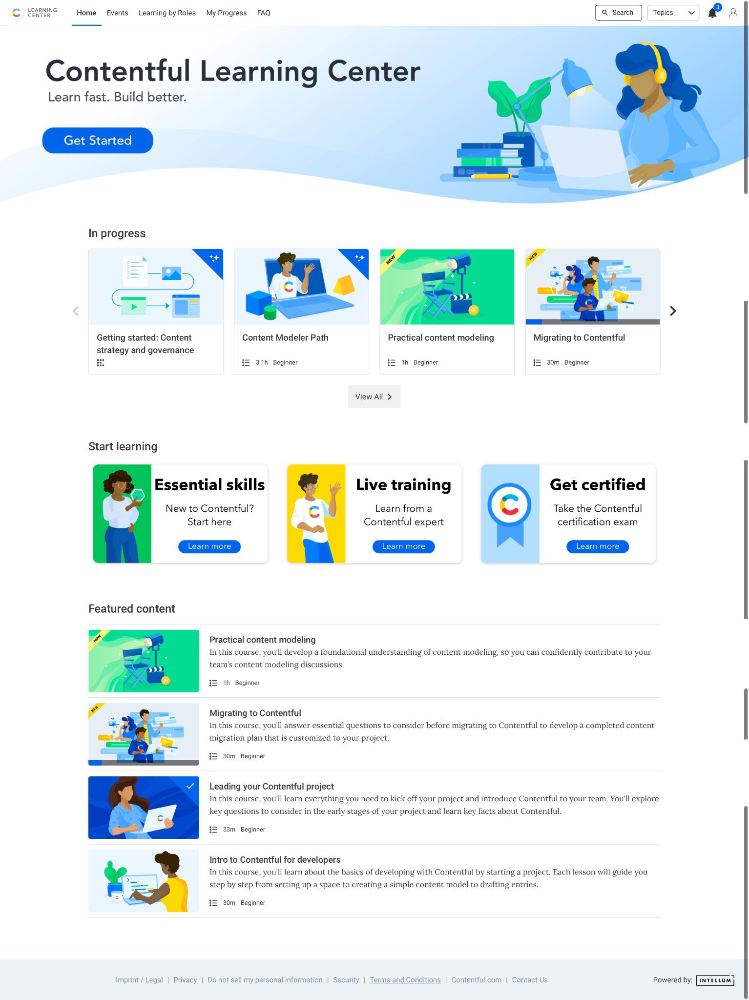 LEARNING
CENTER
Home
Events
Learning by Roles
My Progress
FAQ
Search
Topics
3
Contentful Learning Center
Learn fast. Build better.
Get Started
In progress
Getting started: Content
strategy and governance
Content Modeler Path
3.1h Beginner
NEW
Practical content modeling
1h Beginner
NEW
Migrating to Contentful
30m Beginner
View All
Start learning
Essential skills
New to Contentful?
Start here
Learn more
Live training
Learn from a
Contentful expert
Learn more
Get certified
Take the Contentful
certification exam
Learn more
Featured content
NEW
Practical content modeling
In this course, you'll develop a foundational understanding of content modeling, so you can confidently contribute to your
team’s content modeling discussions.
1h Beginner
NEW
Migrating to Contentful
In this course, you'll answer essential questions to consider before migrating to Contentful to develop a completed content
migration plan that is customized to your project.
30m Beginner
Leading your Contentful project
In this course, you'll learn everything you need to kick off your project and introduce Contentful to your team. You'll explore
key questions to consider in the early stages of your project and learn key facts about Contentful.
33m Beginner
Intro to Contentful for developers
In this course, you'll learn about the basics of developing with Contentful by starting a project. Each lesson will guide you
step by step from setting up a space to creating a simple content model to drafting entries.
30m Beginner
Imprint / Legal | Privacy | Do not sell my personal information | Security | Terms and Conditions | Contentful.com | Contact Us
Powered by: INTELLUM